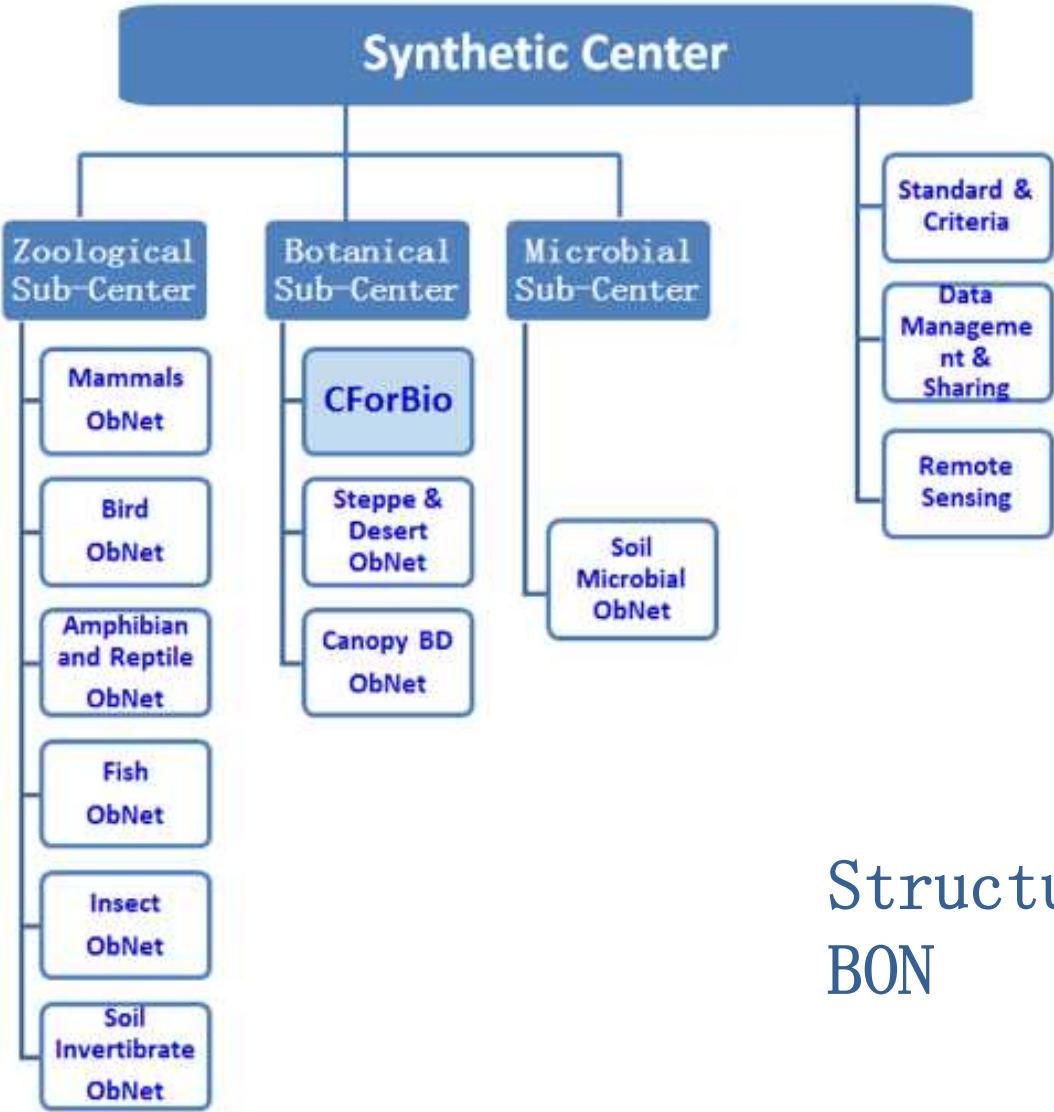 Synthetic Center
Zoological
Sub-Center
Mammals
ObNet
Bird
ObNet
Amphibian
and Reptile
ObNet
Fish
ObNet
Insect
ObNet
Soil
Invertibrate
ObNet
Botanical
Sub-Center
CForBio
Steppe &
Desert
ObNet
Canopy BD
ObNet
Microbial
Sub-Center
Soil
Microbial
ObNet
Standard &
Criteria
Data
Manageme
nt &
Sharing
Remote
Sensing
BON